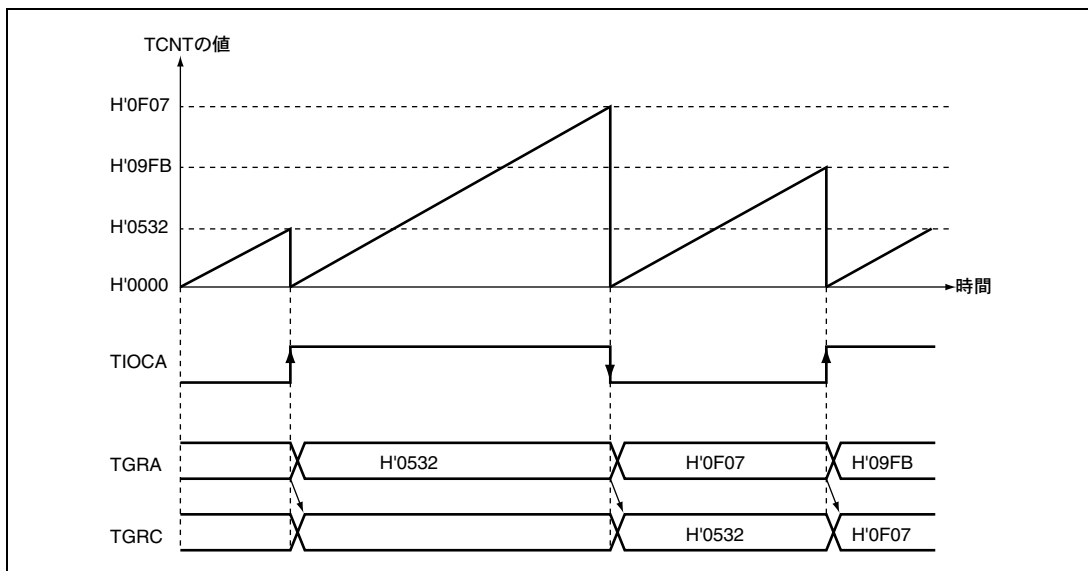 TCNTの値
H'0F07
H'09FB
H'0532
H'0000
時間
TIOCA
TGRA H'0532 H'0F07 H'09FB
TGRC H'0532 H'0F07